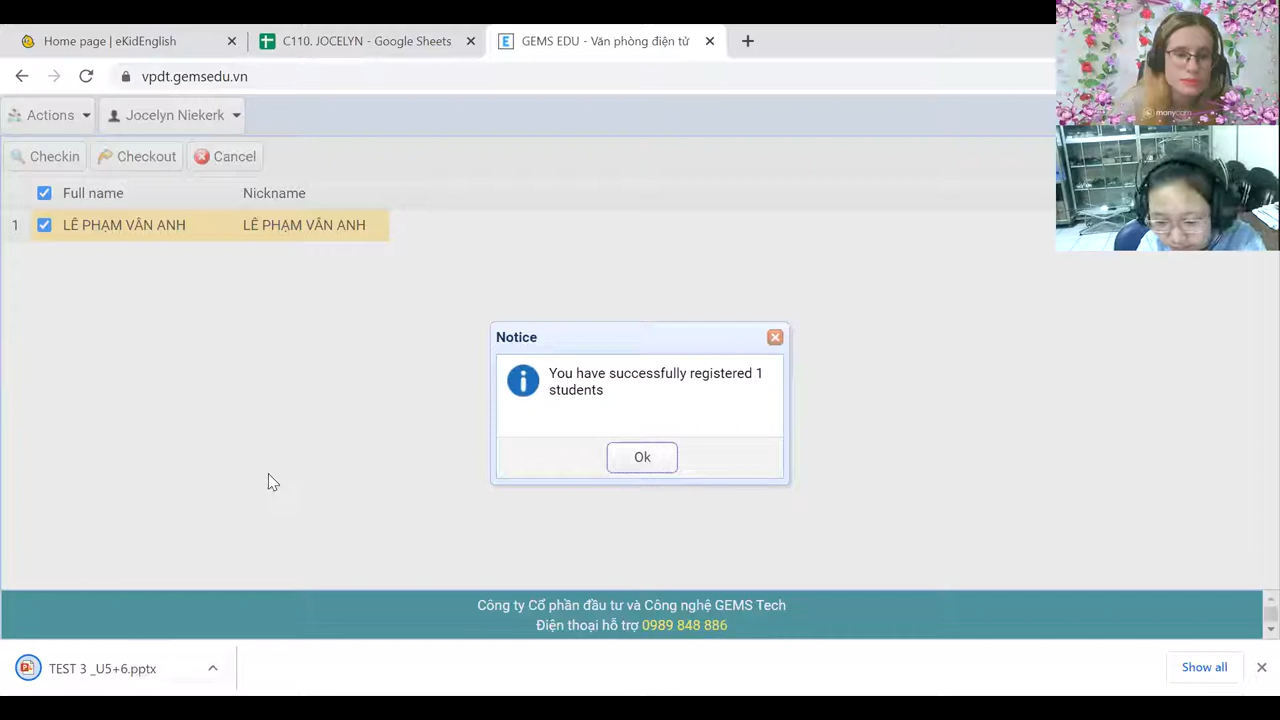 Home page | eKidEnglish
C110. JOCELYN - Google Sheets
GEMS EDU - Văn phòng điện tử
vpdt.gemsedu.vn
Actions
Jocelyn Niekerk
Checkin
Checkout
Cancel
Full name
Nickname
1
LÊ PHẠM VÂN ANH
LÊ PHẠM VÂN ANH
Notice
You have successfully registered 1
students
Ok
Công ty Cổ phần đầu tư và Công nghệ GEMS Tech
Điện thoại hỗ trợ 0989 848 886
TEST 3 _U5+6.pptx
Show all
manycam